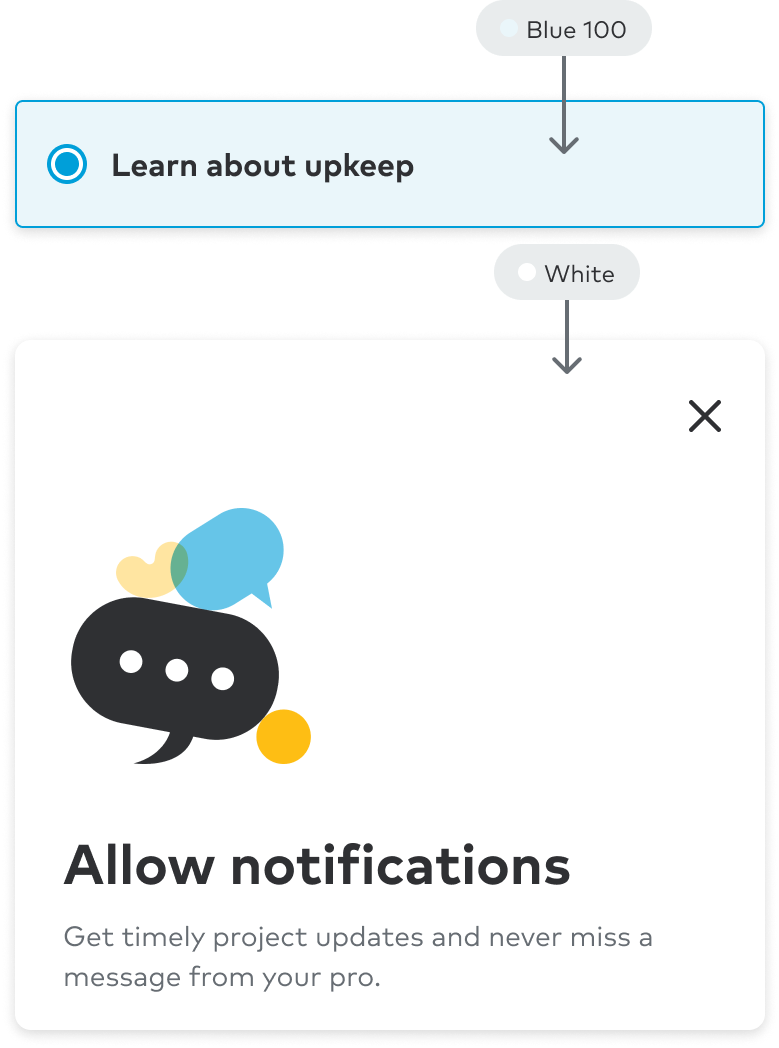 Blue 100
Learn about upkeep
White
Allow notifications
Get timely project updates and never miss a
message from your pro.